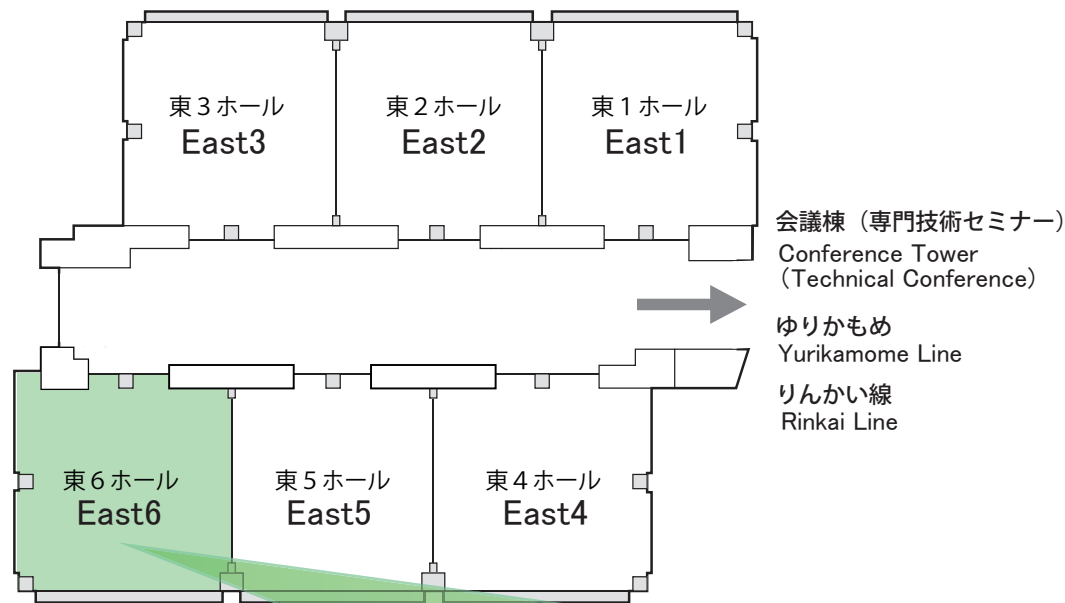 東３ホール
East3
東２ホール
East2
東１ホール
East1
会議棟（専門技術セミナー）
Conference Tower
（Technical Conference）
ゆりかもめ
Yurikamome Line
りんかい線
Rinkai Line
東６ホール
East6
東５ホール
East5
東４ホール
East4